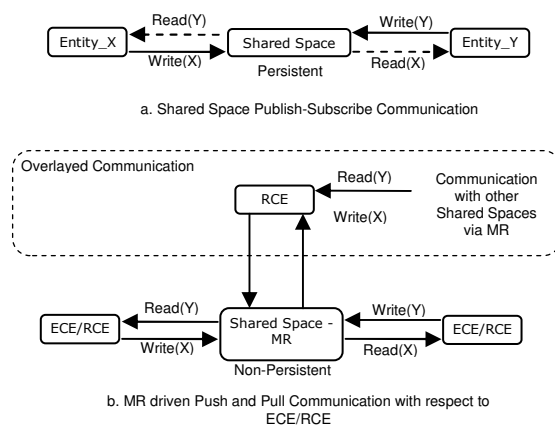 Read(Y)
Write(Y)
Entity_X
Shared Space
Entity_Y
Write(X)
Persistent
Read(X)
a. Shared Space Publish-Subscribe Communication
Overlayed Communication
Read(Y)
RCE
Write(X)
Communication
with other
Shared Spaces
via MR
Read(Y)
Write(Y)
ECE/RCE
Shared Space -
MR
ECE/RCE
Write(X)
Read(X)
Non-Persistent
b. MR driven Push and Pull Communication with respect to
ECE/RCE